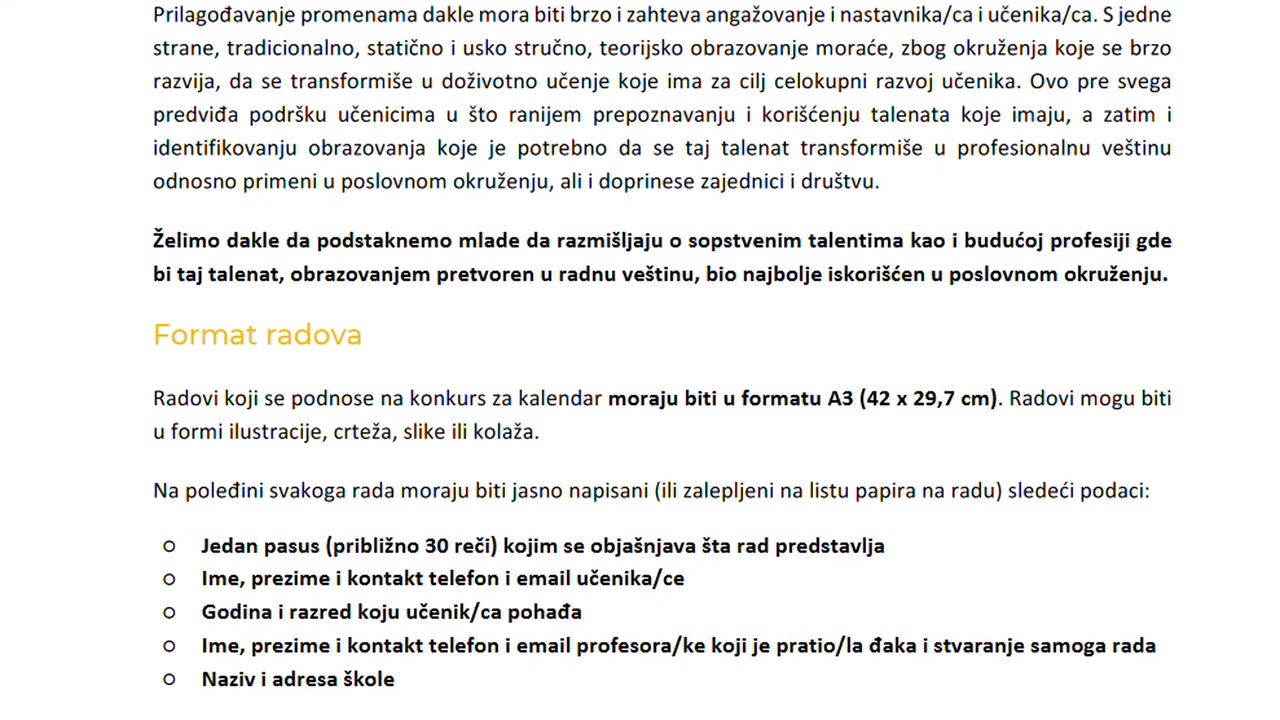 Prilagođavanje promenama dakle mora biti brzo i zahteva angažovanje i nastavnika/ca i učenika/ca. S jedne
strane, tradicionalno, statično i usko stručno, teorijsko obrazovanje moraće, zbog okruženja koje se brzo
razvija, da se transformiše u doživotno učenje koje ima za cilj celokupni razvoj učenika. Ovo pre svega
predviđa podršku učenicima u što ranijem prepoznavanju i korišćenju talenata koje imaju, a zatim i
identifikovanju obrazovanja koje je potrebno da se taj talenat transformiše u profesionalnu veštinu
odnosno primeni u poslovnom okruženju, ali i doprinese zajednici i društvu.
Želimo dakle da podstaknemo mlade da razmišljaju o sopstvenim talentima kao i budućoj profesiji gde
bi taj talenat, obrazovanjem pretvoren u radnu veštinu, bio najbolje iskorišćen u poslovnom okruženju.
Format radova
Radovi koji se podnose na konkurs za kalendar moraju biti u formatu A3 (42 x 29,7 cm). Radovi mogu biti
u formi ilustracije, crteža, slike ili kolaža.
Na poleđini svakoga rada moraju biti jasno napisani (ili zalepljeni na listu papira na radu) sledeći podaci:
○ Jedan pasus (približno 30 reči) kojim se objašnjava šta rad predstavlja
○ Ime, prezime i kontakt telefon i email učenika/ce
○ Godina i razred koju učenik/ca pohađa
○ Ime, prezime i kontakt telefon i email profesora/ke koji je pratio/la đaka i stvaranje samoga rada
○ Naziv i adresa škole